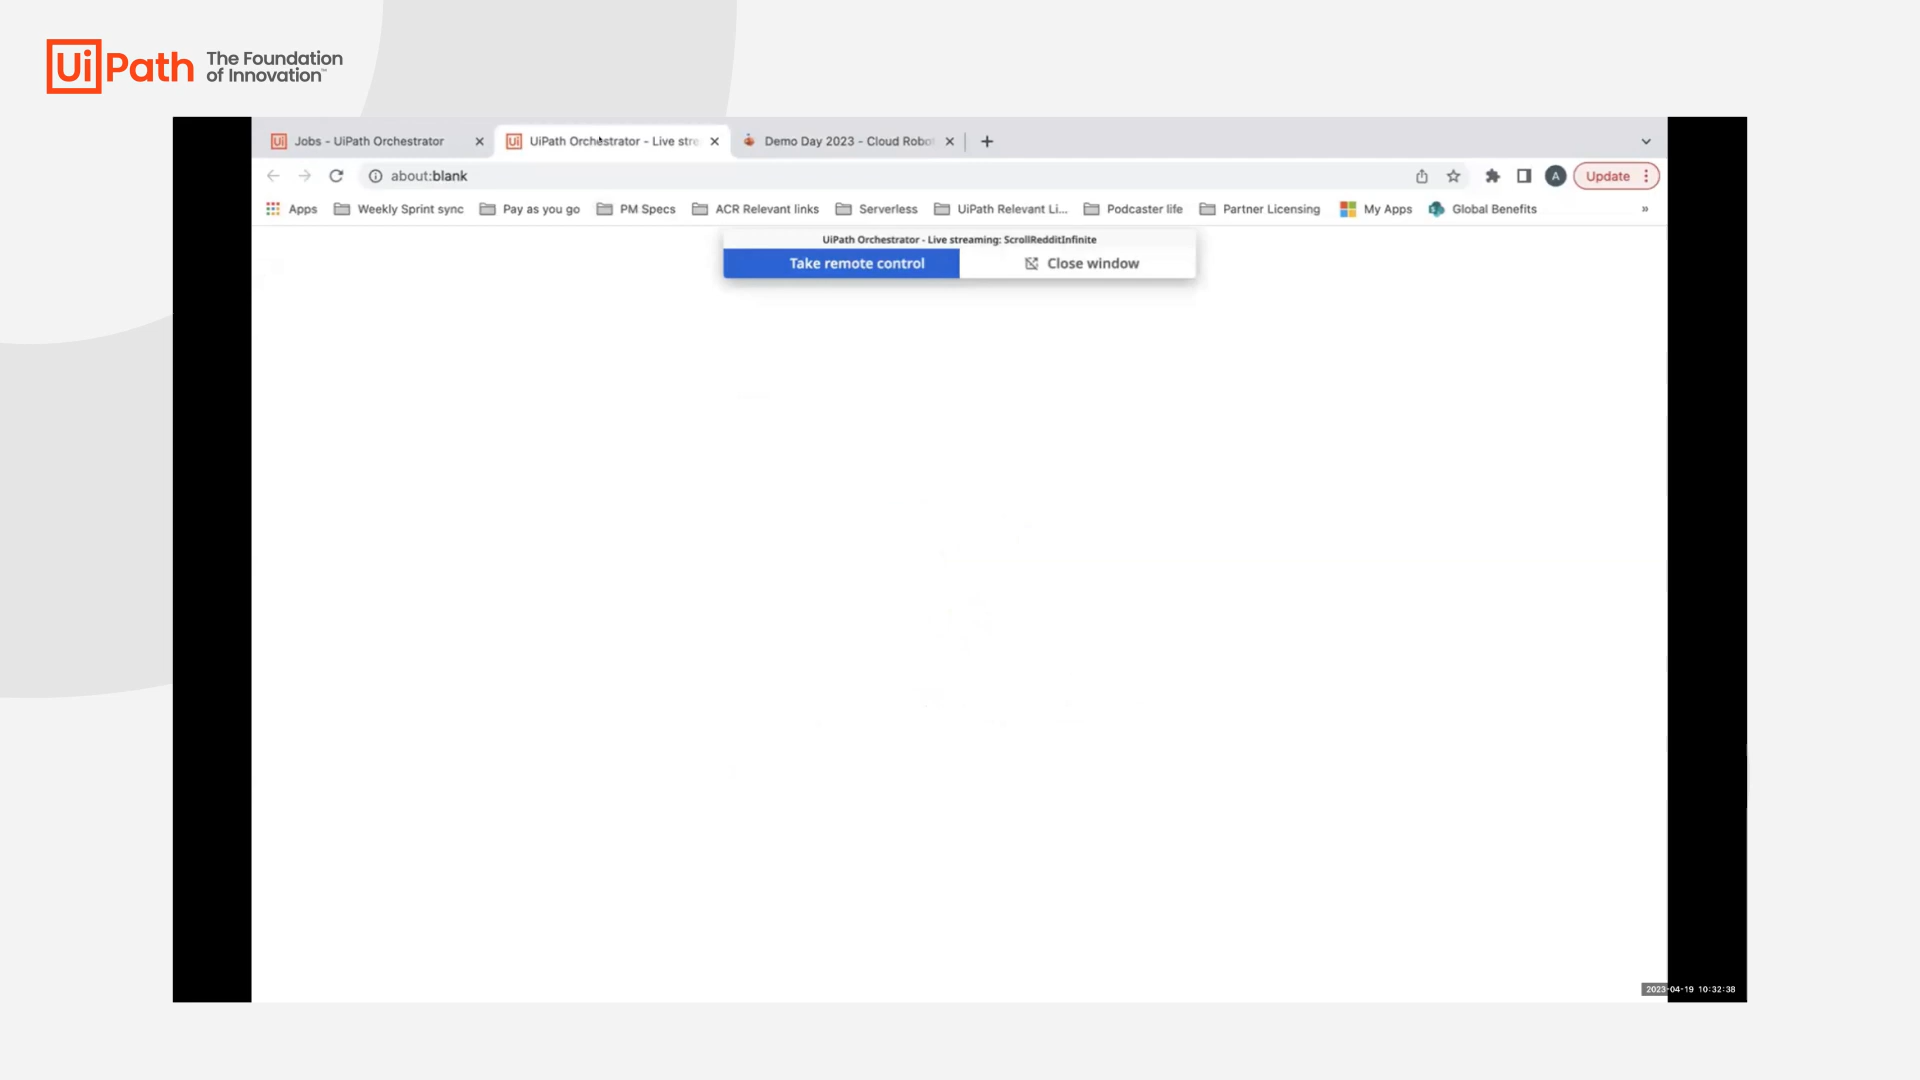 UiPath The Foundation of Innovation™
Jobs - UiPath Orchestrator
UiPath Orchestrator - Live stre
Demo Day 2023 - Cloud Robo
about:blank
Update
Apps
Weekly Sprint sync
Pay as you go
PM Specs
ACR Relevant links
Serverless
UiPath Relevant Li...
Podcaster life
Partner Licensing
My Apps
Global Benefits
»
UiPath Orchestrator - Live streaming: ScrollRedditInfinite
Take remote control
Close window
A
2023-04-19 10:32:38